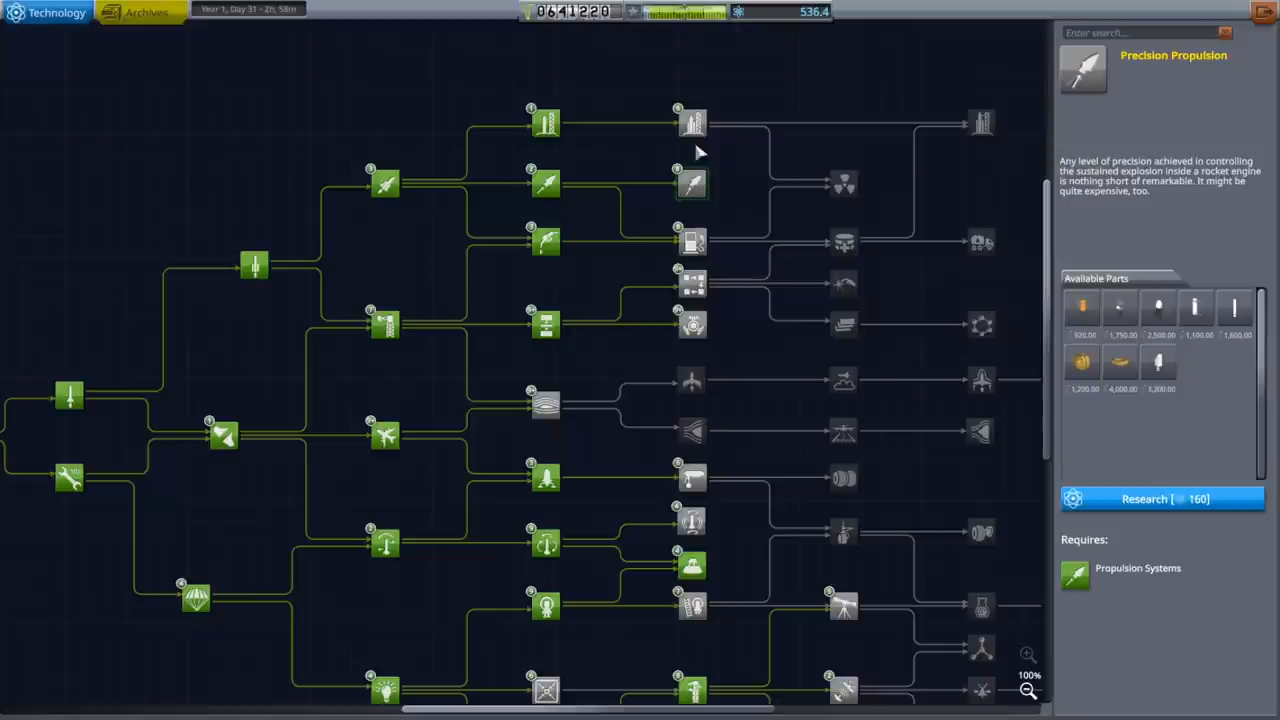 Technology
Archives
Year 1, Day 31 - 2h, 58m
0641220
536.4
Enter search...
Precision Propulsion
Any level of precision achieved in controlling
the sustained explosion inside a rocket engine
is nothing short of remarkable. It might be
quite expensive, too.
Available Parts
920.00 1,750.00 2,500.00 1,100.00 1,600.00
1,200.00 4,000.00 3,200.00
Research [ 160]
Requires:
Propulsion Systems
100%